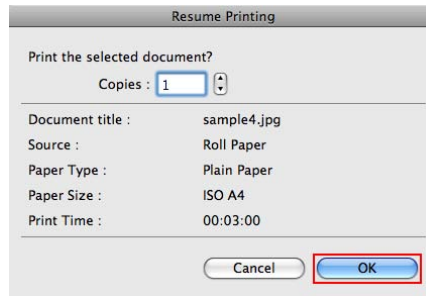 Resume Printing
Print the selected document?
Copies : 1
Document title : sample4.jpg
Source : Roll Paper
Paper Type : Plain Paper
Paper Size : ISO A4
Print Time : 00:03:00
Cancel OK